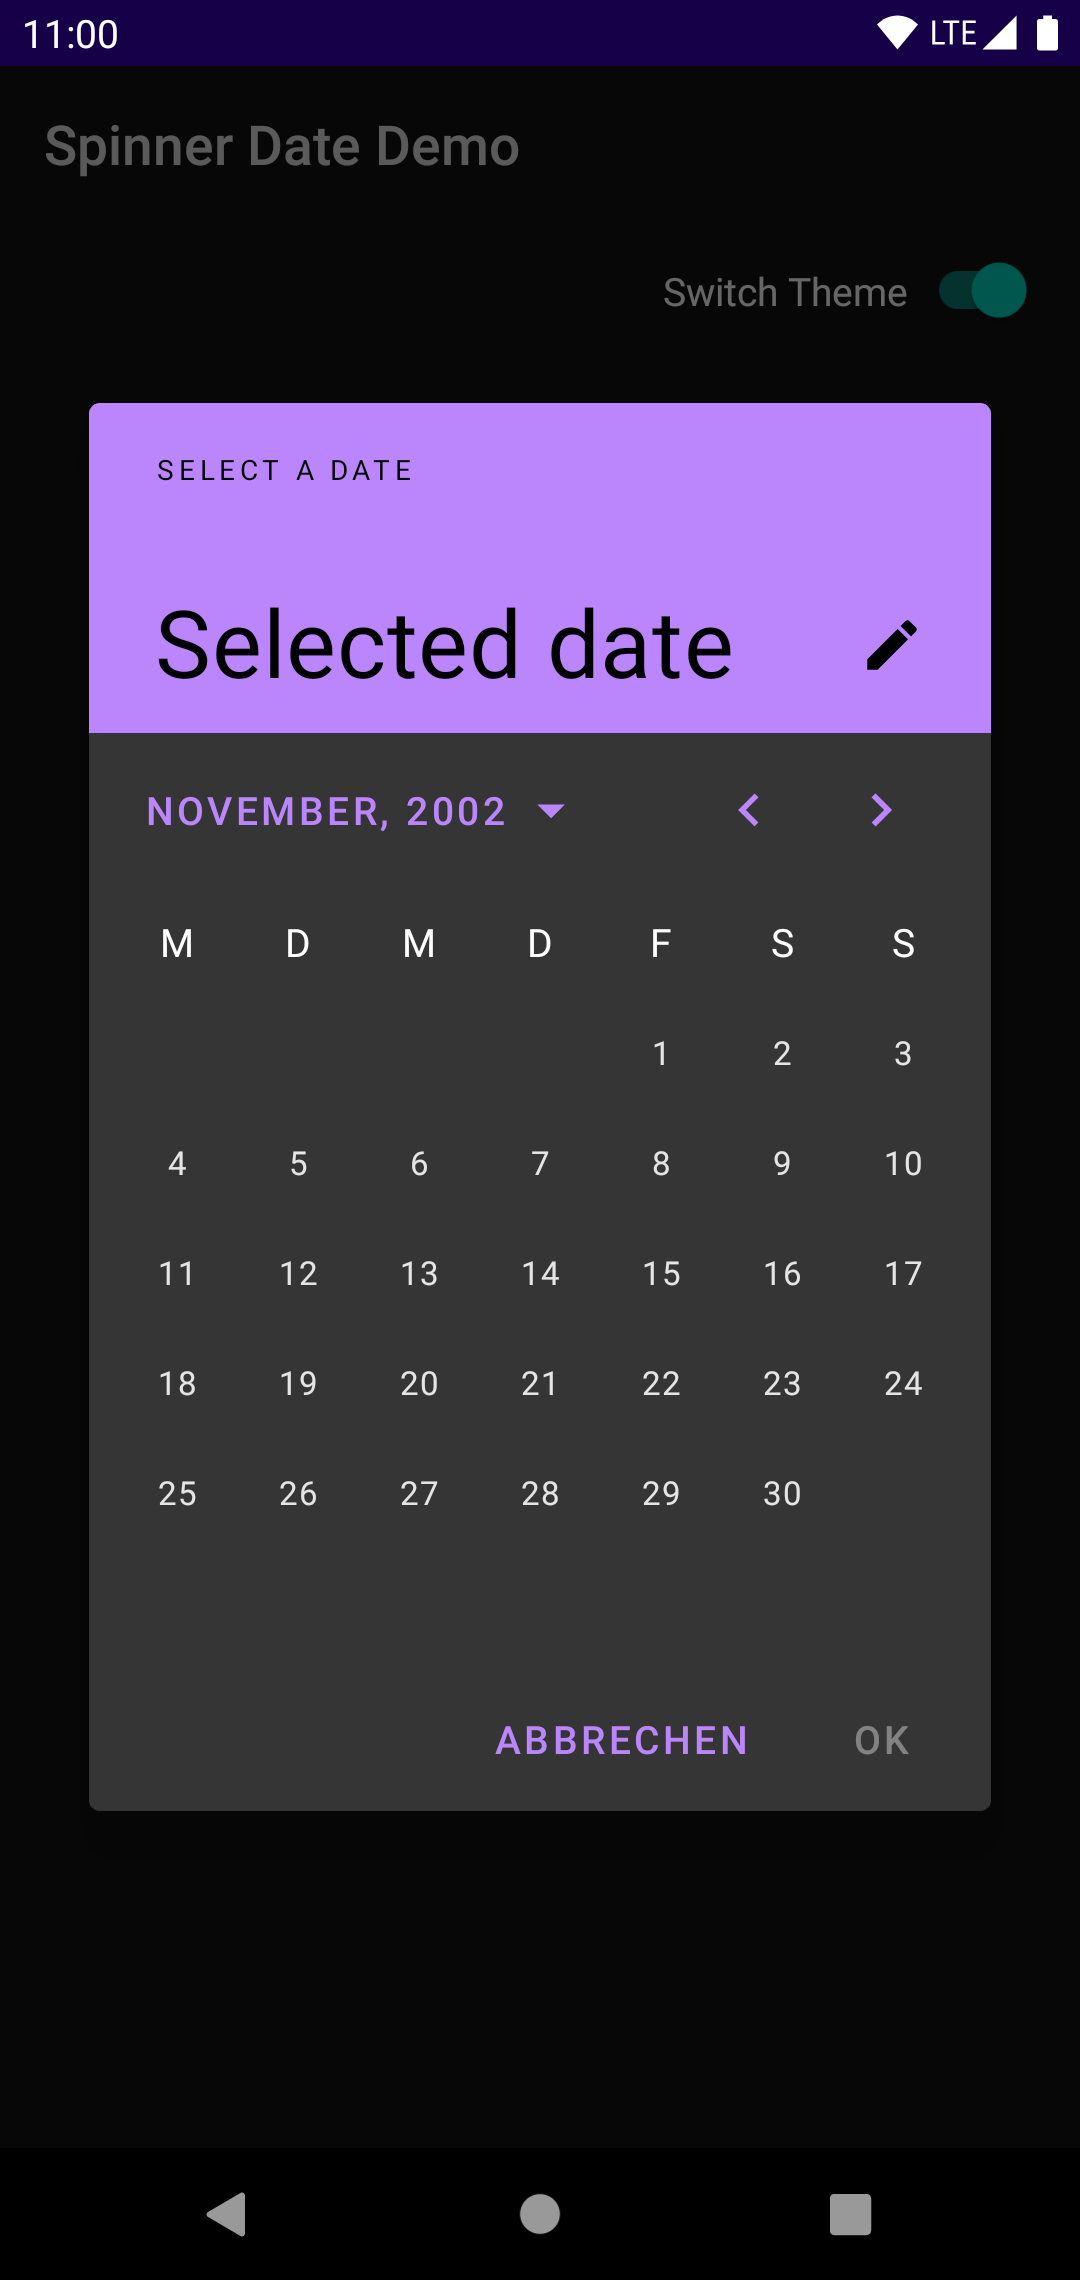 11:00 LTE
Spinner Date Demo
Switch Theme
SELECT A DATE
Selected date
NOVEMBER, 2002
M D M D F S S
1 2 3
4 5 6 7 8 9 10
11 12 13 14 15 16 17
18 19 20 21 22 23 24
25 26 27 28 29 30
ABBRECHEN OK